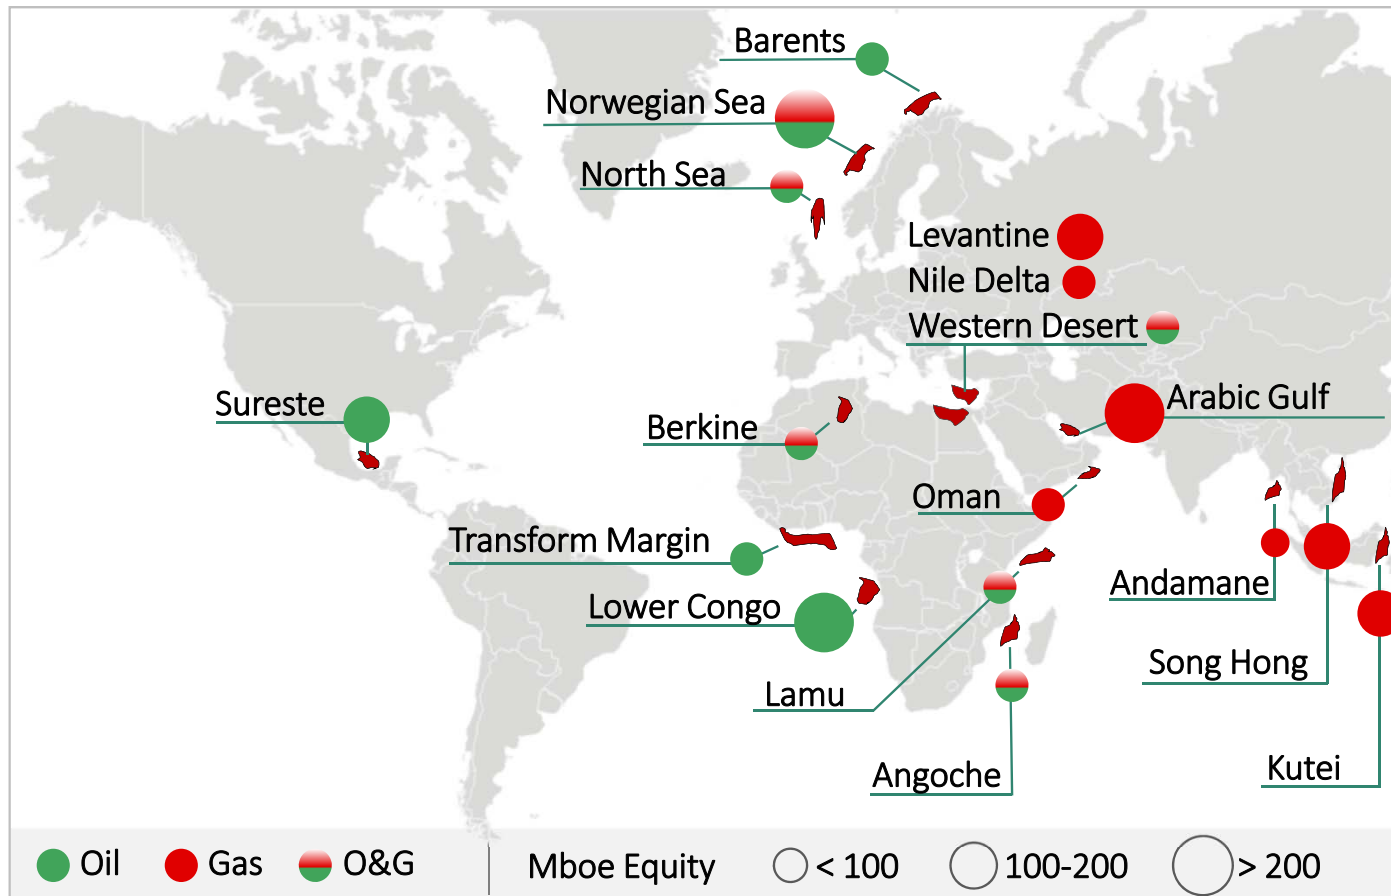 Barents
Norwegian Sea
North Sea
Levantine
Nile Delta
Western Desert
Sureste
Arabic Gulf
Berkine
Oman
Transform Margin
Andamane
Lower Congo
Song Hong
Lamu
Angoche
Kutei
Oil Gas O&G Mboe Equity < 100 100-200 > 200